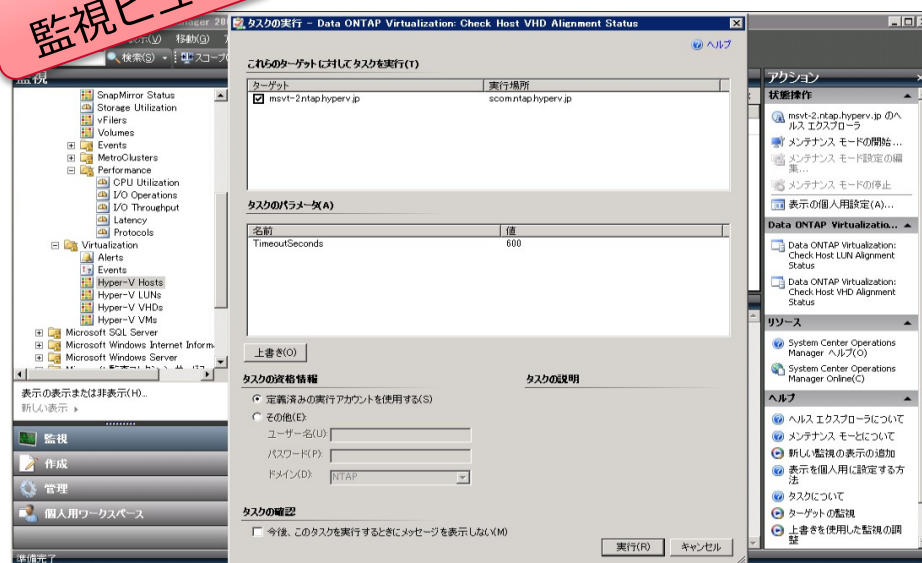 監視ビュー
タスクの実行 - Data ONTAP Virtualization: Check Host VHD Alignment Status
移動(G)
検索(S)
監視
SnapMirror Status
Storage Utilization
vFilers
Volumes
Events
MetroClusters
Performance
CPU Utilization
I/O Operations
I/O Throughput
Latency
Protocols
Virtualization
Alerts
Events
Hyper-V Hosts
Hyper-V LUNs
Hyper-V VHDs
Hyper-V VMs
Microsoft SQL Server
Microsoft Windows Internet Inform
Microsoft Windows Server
表示の表示または非表示(H)...
新しい表示
監視
作成
管理
個人用ワークスペース
準備完了
ヘルプ
これらのターゲットに対してタスクを実行(T)
ターゲット 実行場所
msvt-2.ntap.hyperv.jp scom.ntap.hyperv.jp
タスクのパラメータ(A)
名前 値
TimeoutSeconds 600
上書き(O)
タスクの資格情報 タスクの説明
定義済みの実行アカウントを使用する(S)
その他(E):
ユーザー名(U):
パスワード(P):
ドメイン(D): NTAP
タスクの確認
今後、このタスクを実行するときにメッセージを表示しない(M)
実行(R) キャンセル
アクション
状態操作
msvt-2.ntap.hyperv.jp のヘ
ルス エクスプローラ
メンテナンス モードの開始...
メンテナンス モード設定の編
集...
メンテナンス モードの停止
表示の個人用設定(A)...
Data ONTAP Virtualizatio...
Data ONTAP Virtualization:
Check Host LUN Alignment
Status
Data ONTAP Virtualization:
Check Host VHD Alignment
Status
リソース
System Center Operations
Manager ヘルプ(O)
System Center Operations
Manager Online(C)
ヘルプ
ヘルス エクスプローラについて
メンテナンス モードについて
新しい監視の表示の追加
表示を個人用に設定する方
法
タスクについて
ターゲットの監視
上書きを使用した監視の調
整